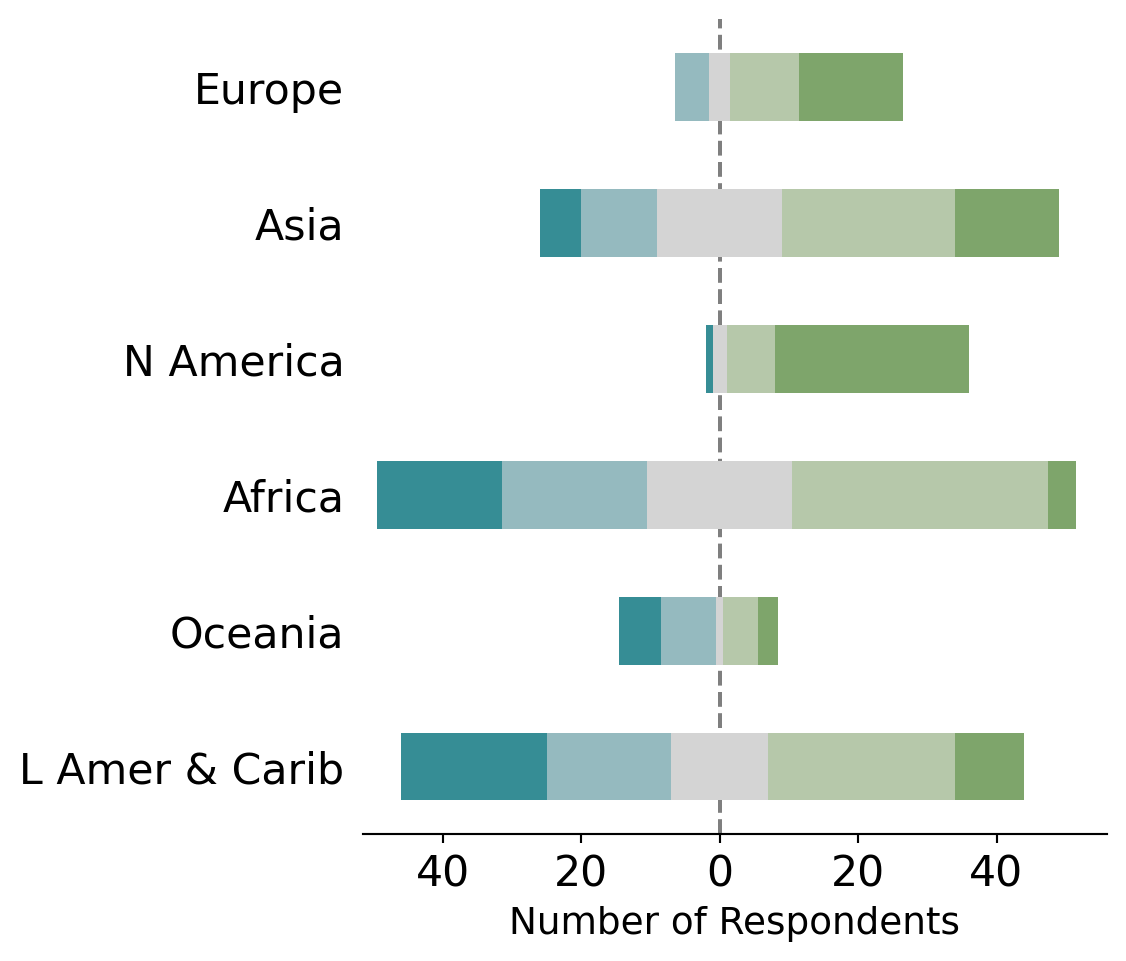 Europe
Asia
N America
Africa
Oceania
L Amer & Carib
40 20 0 20 40
Number of Respondents